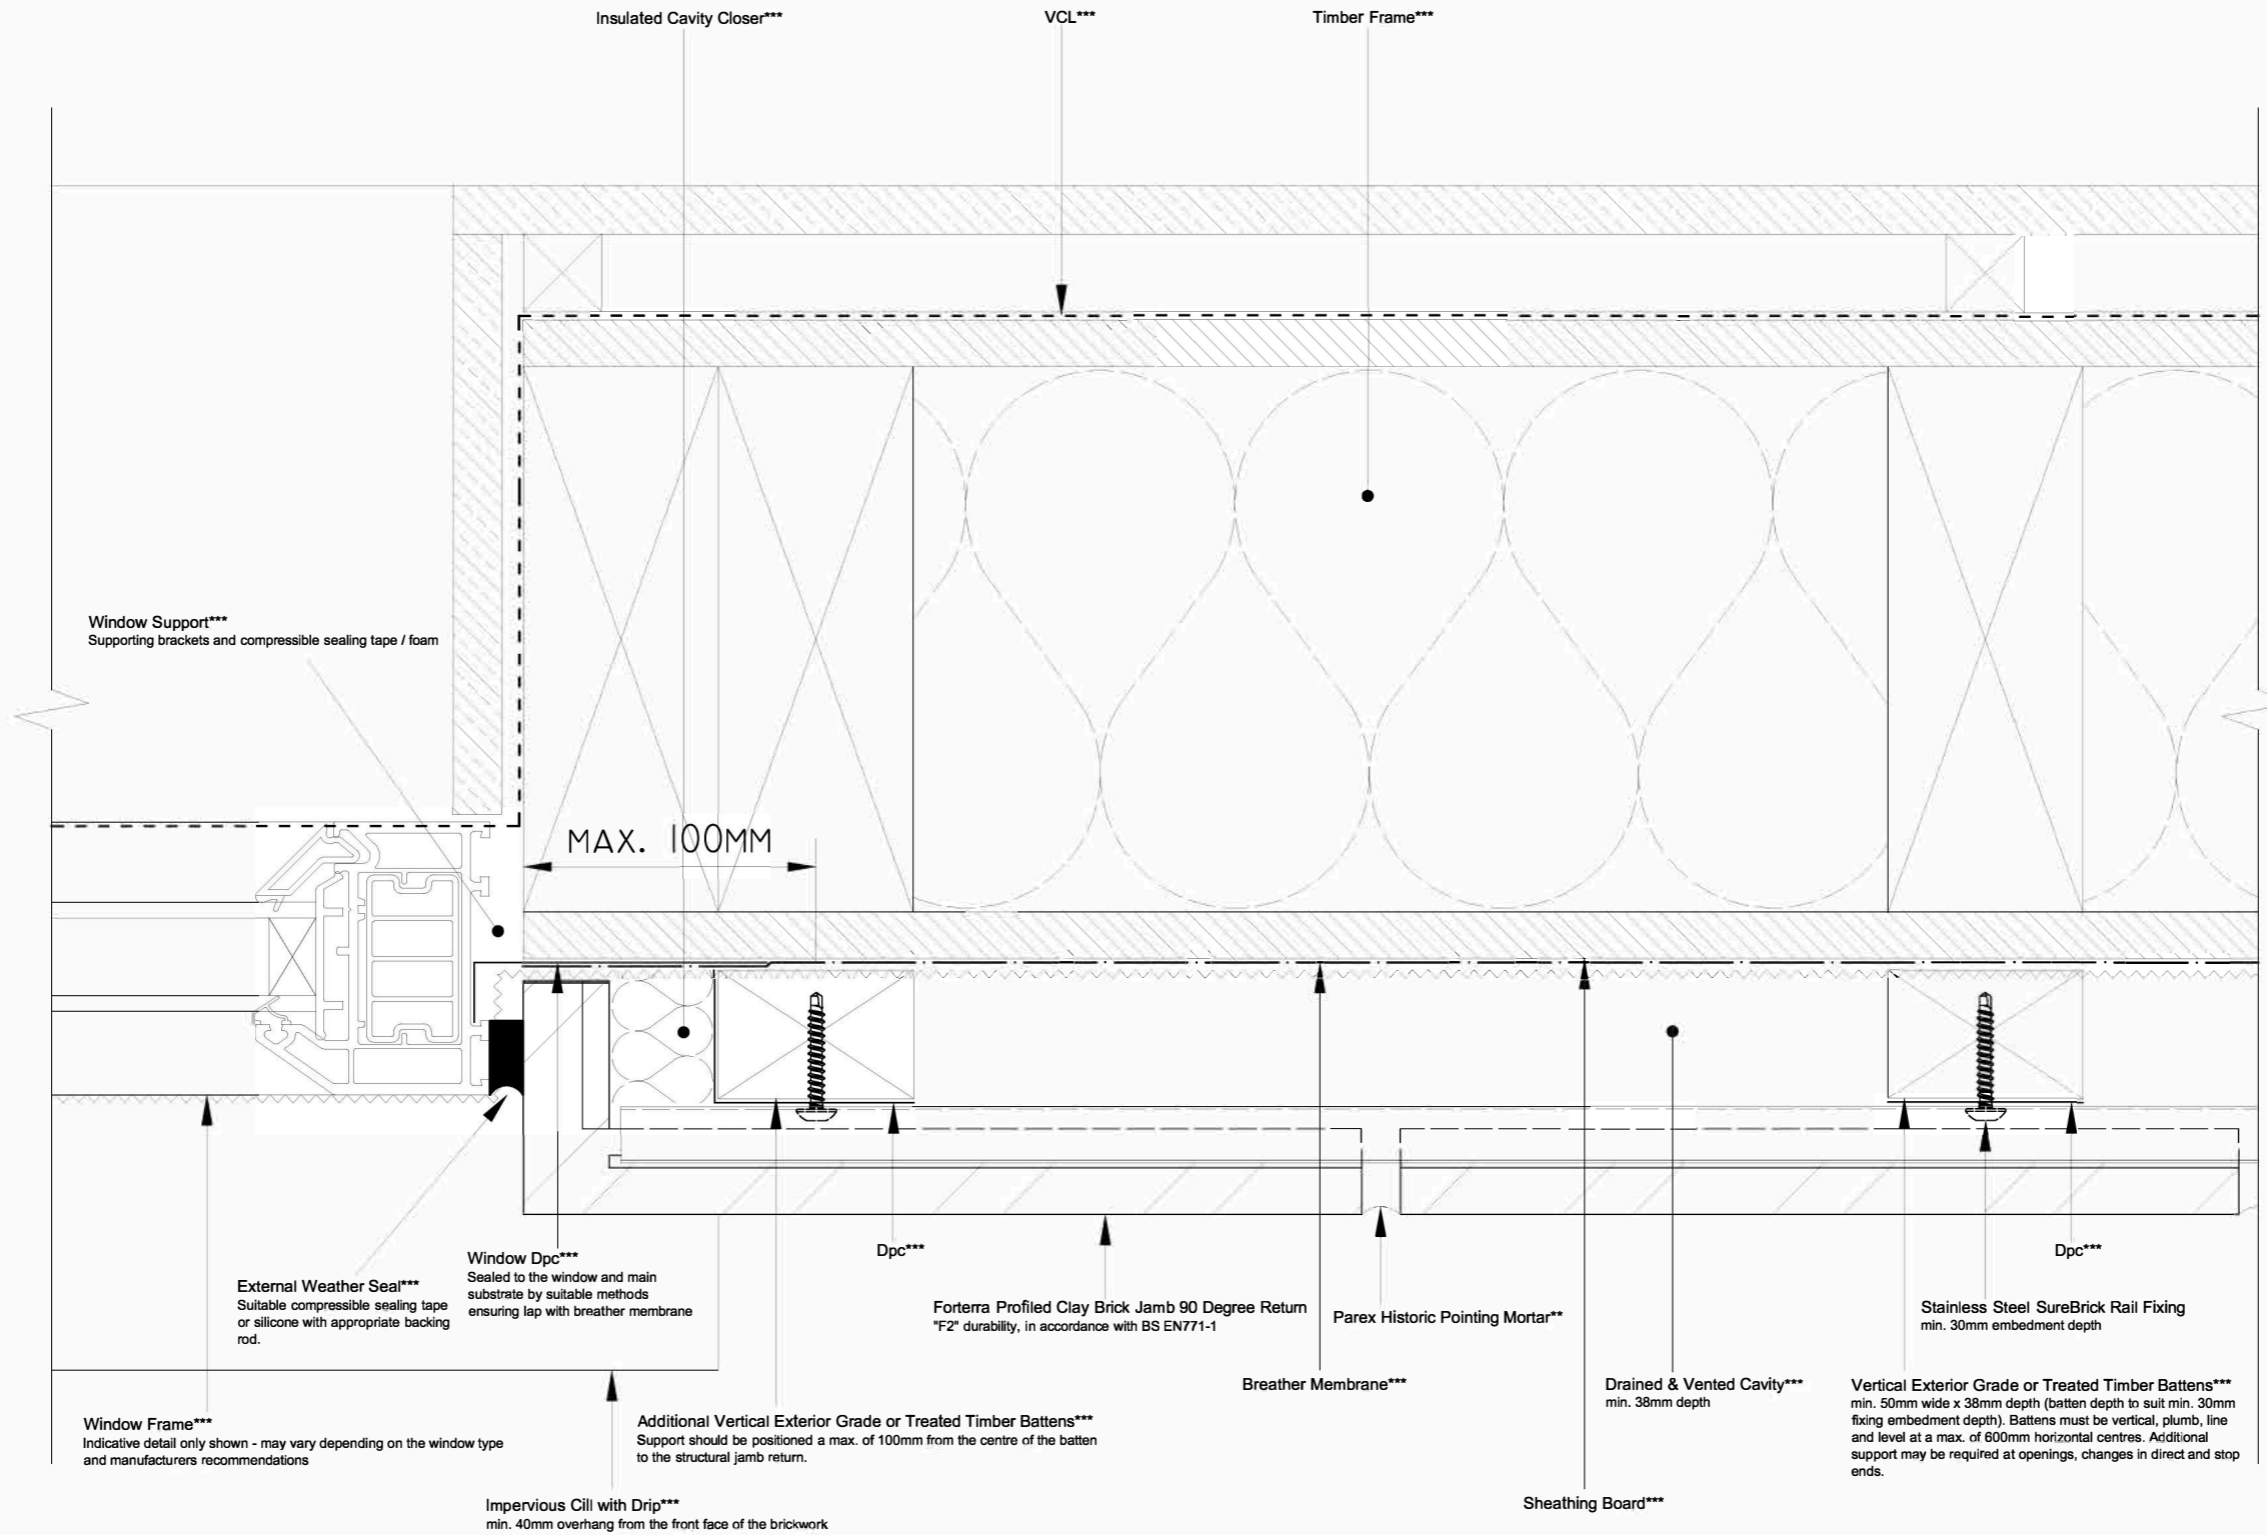 Insulated Cavity Closer***
VCL***
Timber Frame***
Window Support***
Supporting brackets and compressible sealing tape / foam
MAX. 100MM
Window Dpc***
Sealed to the window and main
substrate by suitable methods
ensuring lap with breather membrane
Dpc***
Dpc***
External Weather Seal***
Suitable compressible sealing tape
or silicone with appropriate backing
rod.
Forterra Profiled Clay Brick Jamb 90 Degree Return
"F2" durability, in accordance with BS EN771-1
Parex Historic Pointing Mortar**
Stainless Steel SureBrick Rail Fixing
min. 30mm embedment depth
Breather Membrane***
Drained & Vented Cavity***
min. 38mm depth
Vertical Exterior Grade or Treated Timber Battens***
min. 50mm wide x 38mm depth (batten depth to suit min. 30mm
fixing embedment depth). Battens must be vertical, plumb, line
and level at a max. of 600mm horizontal centres. Additional
support may be required at openings, changes in direct and stop
ends.
Window Frame***
Indicative detail only shown - may vary depending on the window type
and manufacturers recommendations
Additional Vertical Exterior Grade or Treated Timber Battens***
Support should be positioned a max. of 100mm from the centre of the batten
to the structural jamb return.
Impervious Cill with Drip***
min. 40mm overhang from the front face of the brickwork
Sheathing Board***